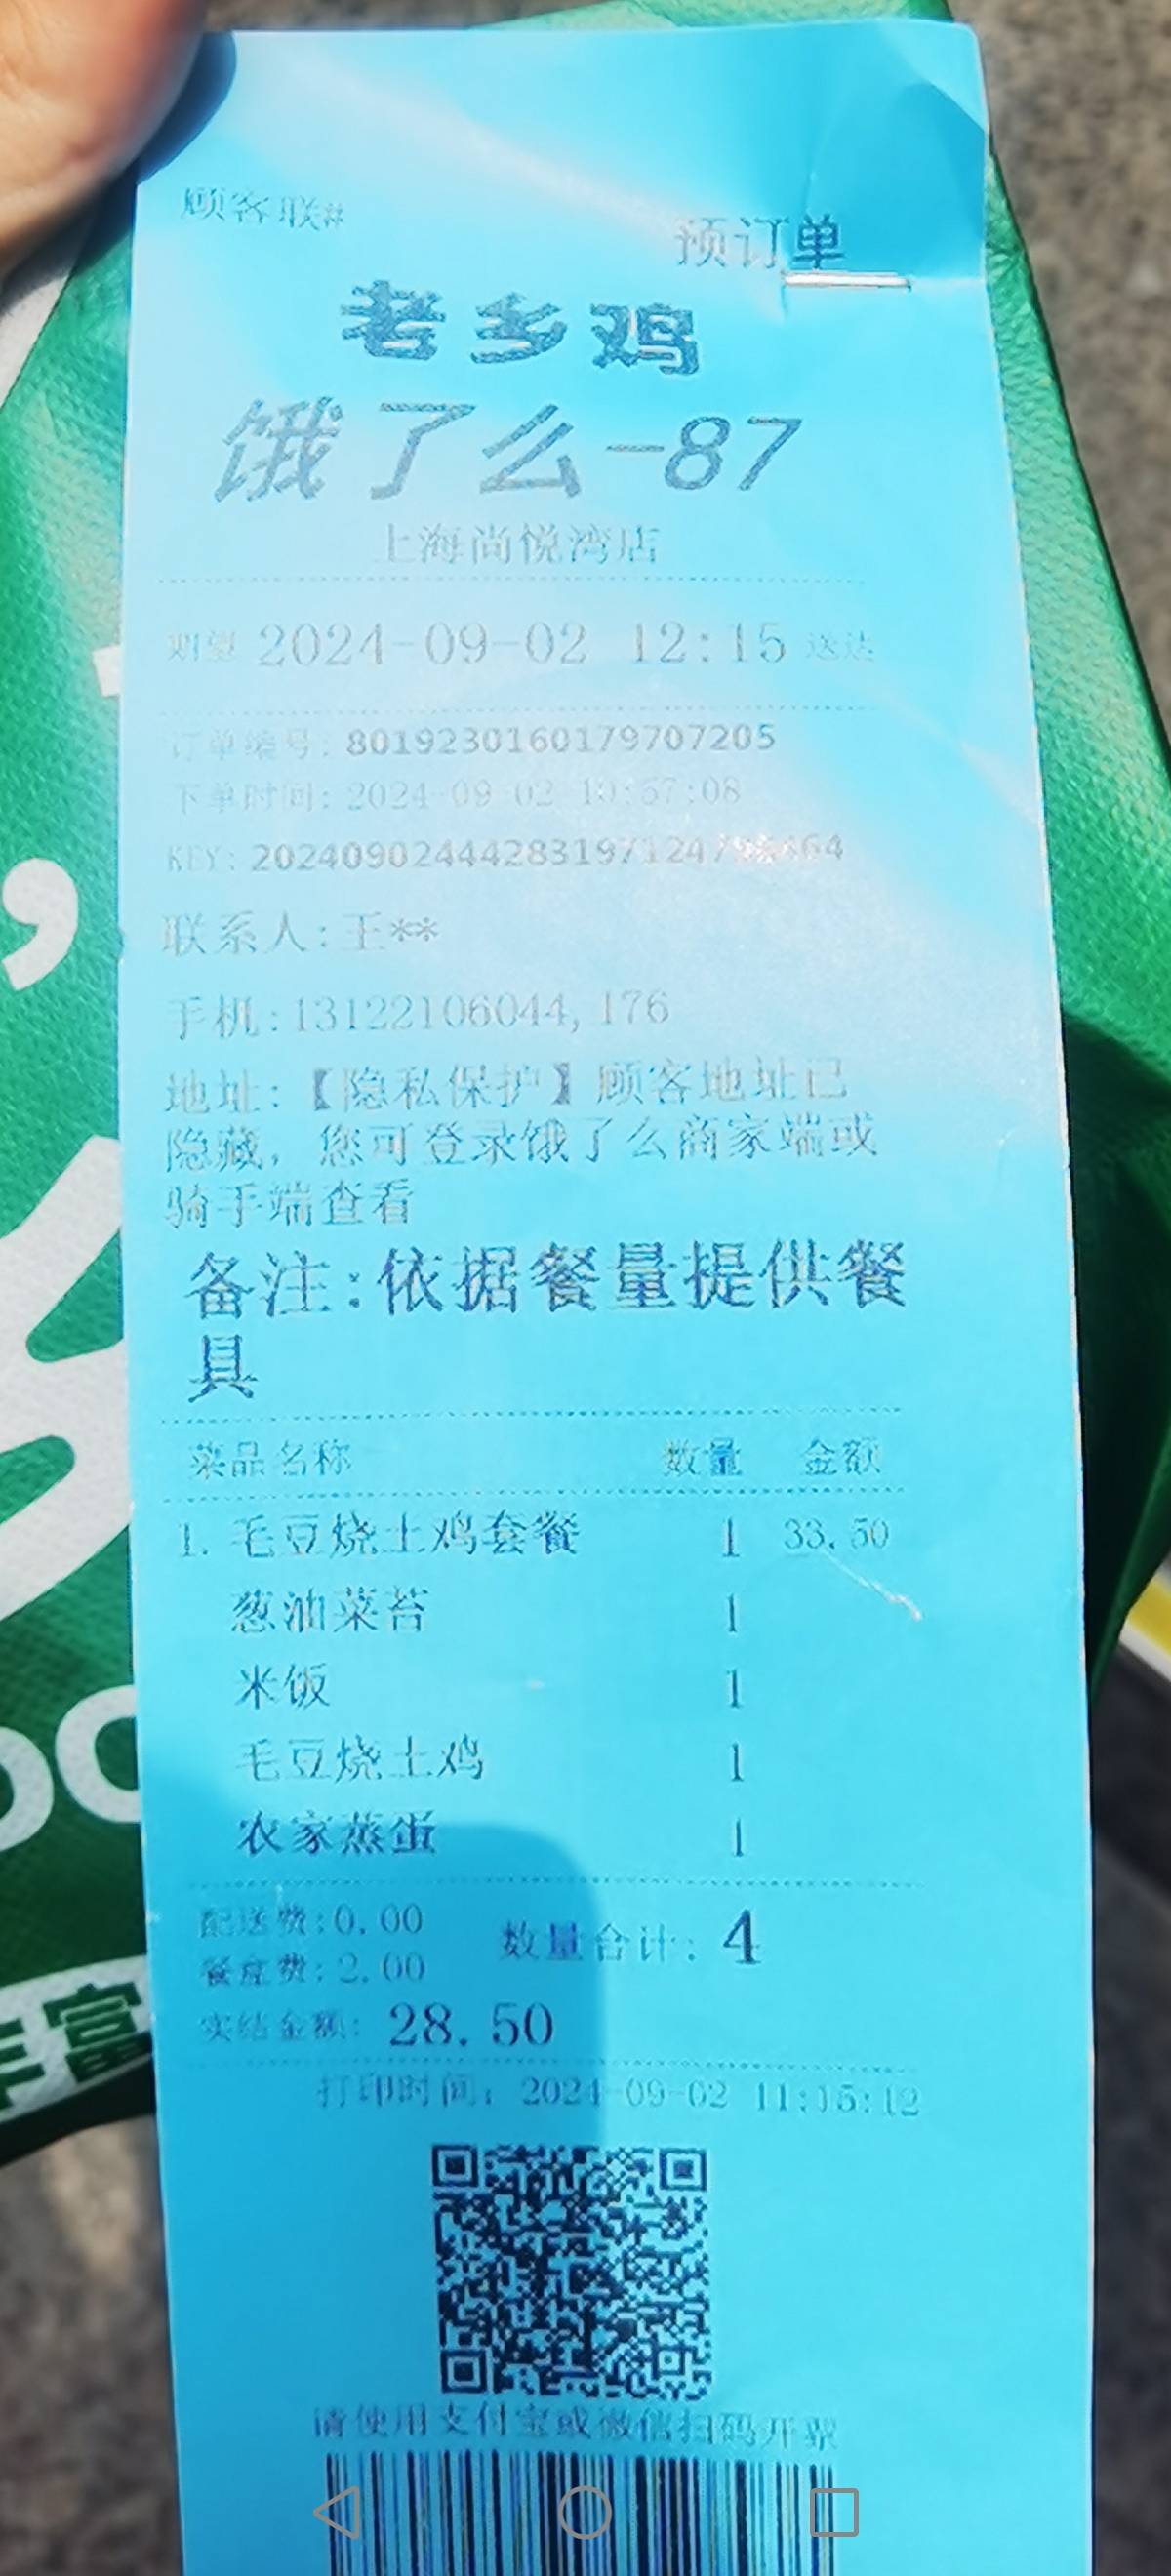 顾客联#
预订单
老乡鸡
饿了么-87
上海尚悦湾店
期望 2024-09-02 12:15 送达
订单编号: 8019230160179707205
下单时间: 2024-09-02 10:57:08
KEY:
联系人: 王**
手机: 13122106044, 176
地址: 【隐私保护】顾客地址已
隐藏, 您可登录饿了么商家端或
骑手端查看
备注: 依据餐量提供餐
具
菜品名称 数量 金额
1. 毛豆烧土鸡套餐 1 33.50
葱油菜苔 1
米饭 1
毛豆烧土鸡 1
农家蒸蛋 1
配送费: 0.00
餐盒费: 2.00
数量合计: 4
实结金额: 28.50
打印时间: 2024-09-02 11:15:12
请使用支付宝或微信扫码开票
丰富